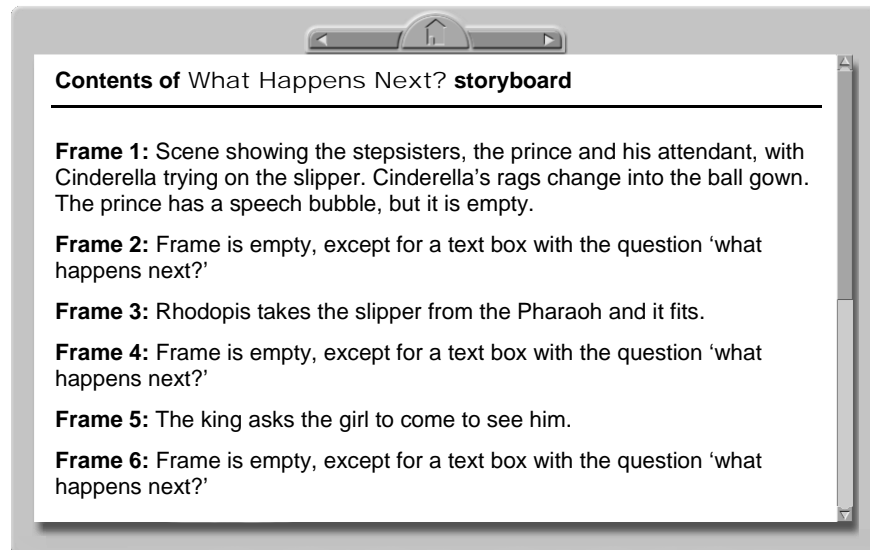 Contents of What Happens Next? storyboard
Frame 1: Scene showing the stepsisters, the prince and his attendant, with
Cinderella trying on the slipper. Cinderella’s rags change into the ball gown.
The prince has a speech bubble, but it is empty.
Frame 2: Frame is empty, except for a text box with the question ‘what
happens next?’
Frame 3: Rhodopis takes the slipper from the Pharaoh and it fits.
Frame 4: Frame is empty, except for a text box with the question ‘what
happens next?’
Frame 5: The king asks the girl to come to see him.
Frame 6: Frame is empty, except for a text box with the question ‘what
happens next?’